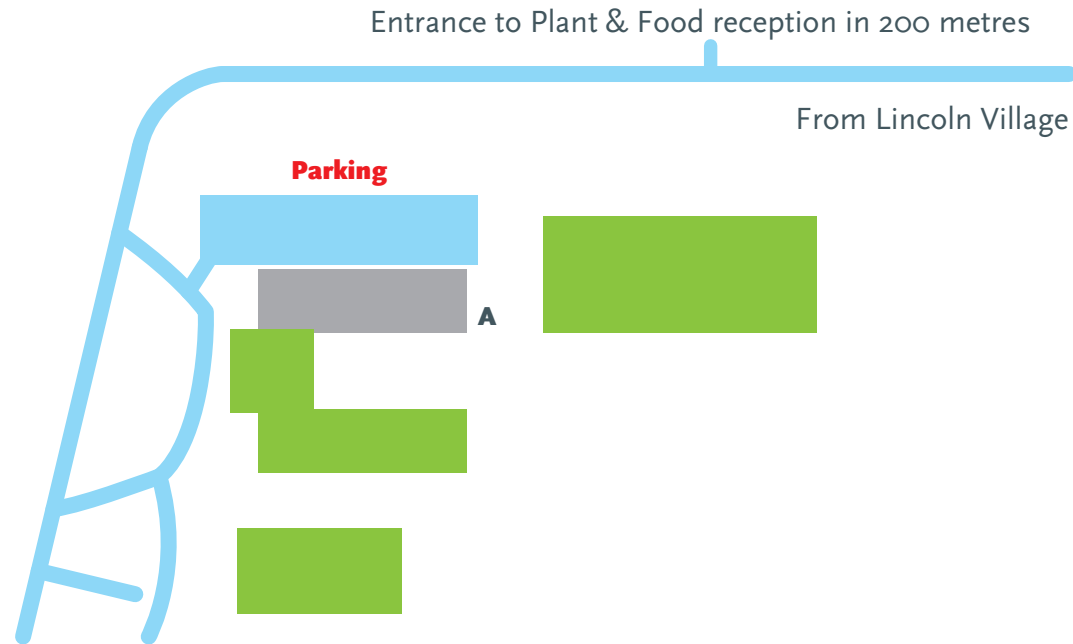 Entrance to Plant & Food reception in 200 metres
From Lincoln Village
Parking
A